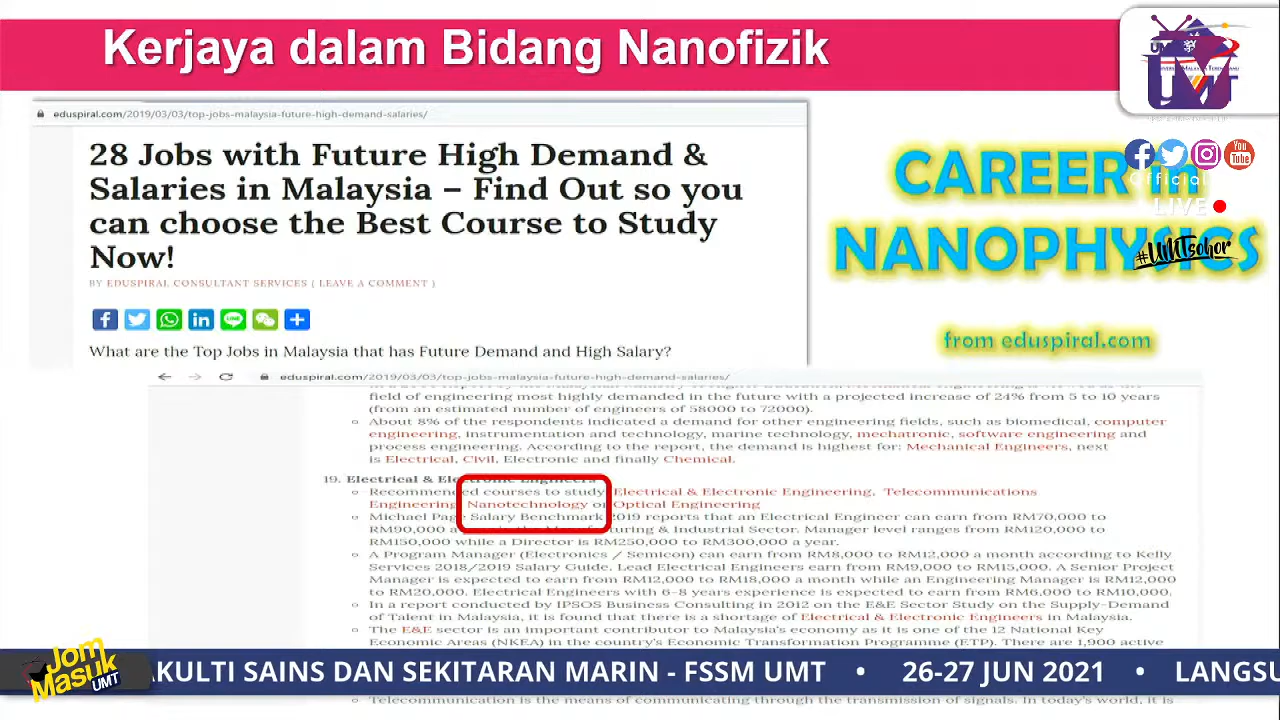 Kerjaya dalam Bidang Nanofizik
eduspiral.com/2019/03/03/top-jobs-malaysia-future-high-demand-salaries/
28 Jobs with Future High Demand &
Salaries in Malaysia – Find Out so you
can choose the Best Course to Study
Now!
BY EDUSPIRAL CONSULTANT SERVICES ( LEAVE A COMMENT )
What are the Top Jobs in Malaysia that has Future Demand and High Salary?
CAREER IN
NANOPHYSICS
from eduspiral.com
Official
LIVE
#UMTsohor
You
Tube
eduspiral.com/2019/03/03/top-jobs-malaysia-future-high-demand-salaries/
field of engineering most highly demanded in the future with a projected increase of 24% from 5 to 10 years
(from an estimated number of engineers of 58000 to 72000).
About 8% of the respondents indicated a demand for other engineering fields, such as biomedical, computer
engineering, instrumentation and technology, marine technology, mechatronic, software engineering and
process engineering. According to the report, the demand is highest for: Mechanical Engineers, next
is Electrical, Civil, Electronic and finally Chemical.
19. Electrical & Electronic Engineers
Recommended courses to study: Electrical & Electronic Engineering, Telecommunications
Engineering, Nanotechnology or Optical Engineering
Michael Page Salary Benchmark 2019 reports that an Electrical Engineer can earn from RM70,000 to
RM90,000 a Manufacturing & Industrial Sector. Manager level ranges from RM120,000 to
RM150,000 while a Director is RM250,000 to RM300,000 a year.
A Program Manager (Electronics / Semicon) can earn from RM8,000 to RM12,000 a month according to Kelly
Services 2018/2019 Salary Guide. Lead Electrical Engineers earn from RM9,000 to RM15,000. A Senior Project
Manager is expected to earn from RM12,000 to RM18,000 a month while an Engineering Manager is RM12,000
to RM20,000. Electrical Engineers with 6-8 years experience is expected to earn from RM6,000 to RM10,000.
In a report conducted by IPSOS Business Consulting in 2012 on the E&E Sector Study on the Supply-Demand
of Talent in Malaysia, it is found that there is a shortage of Electrical & Electronic Engineers in Malaysia.
The E&E sector is an important contributor to Malaysia's economy as it is one of the 12 National Key
Economic Areas (NKEA) in the country's Economic Transformation Programme (ETP). There are 1,900 active
Jom
Masuk
UMT
AKULTI SAINS DAN SEKITARAN MARIN - FSSM UMT • 26-27 JUN 2021 • LANGSU
Telecommunication is the means of communicating through the transmission of signals. In today's world, it is